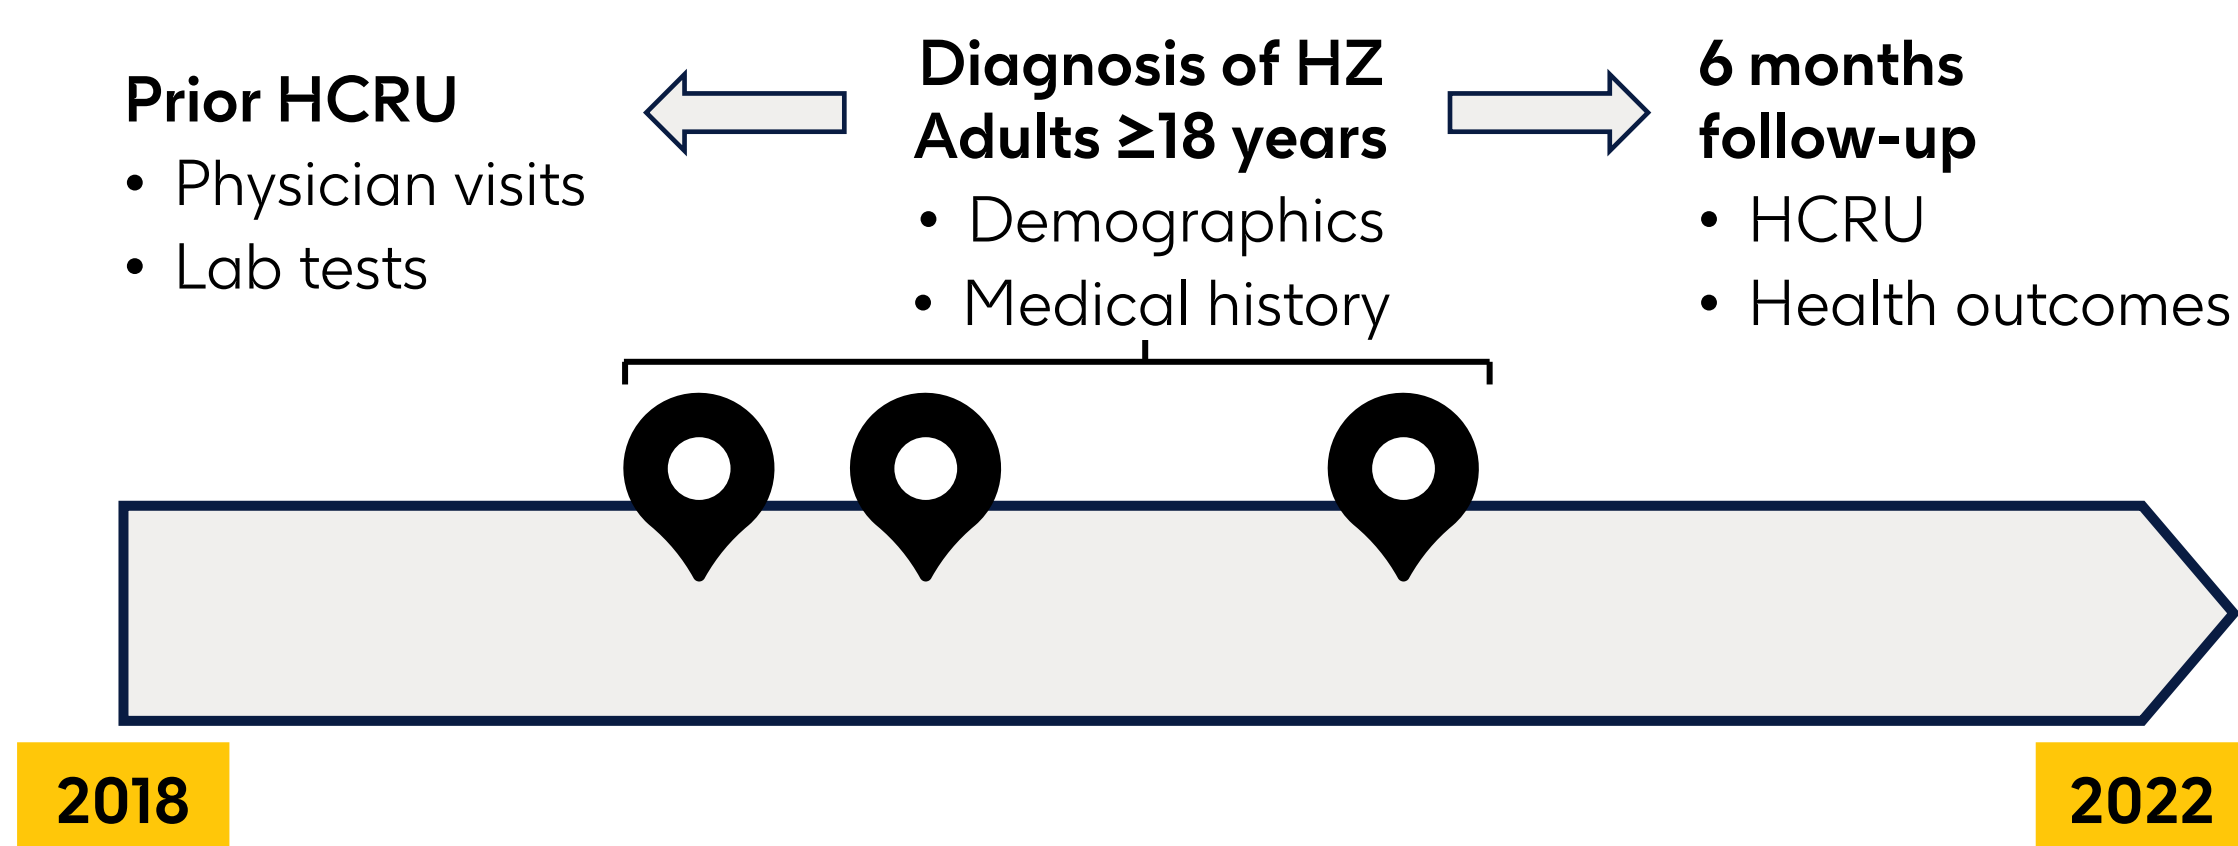 Prior HCRU
• Physician visits
• Lab tests
Diagnosis of HZ
Adults ≥18 years
• Demographics
• Medical history
6 months
follow-up
• HCRU
• Health outcomes
2018
2022